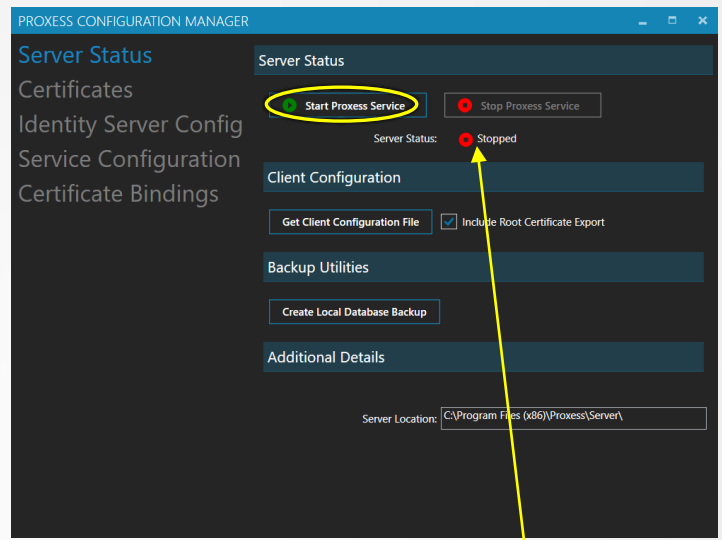 PROXESS CONFIGURATION MANAGER
Server Status
Certificates
Identity Server Config
Service Configuration
Certificate Bindings
Server Status
Start Proxess Service
Stop Proxess Service
Server Status:
Stopped
Client Configuration
Get Client Configuration File
Include Root Certificate Export
Backup Utilities
Create Local Database Backup
Additional Details
Server Location:
C:\Program Files (x86)\Proxess\Server\